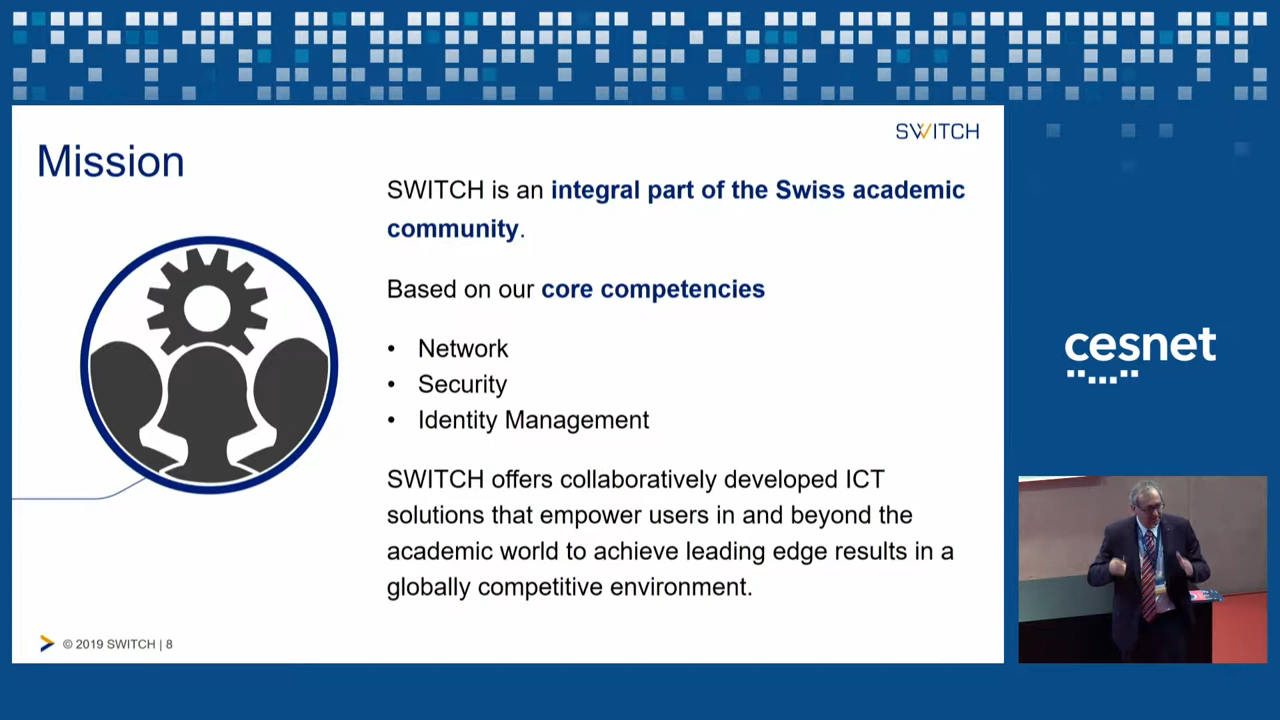 SWITCH
Mission
SWITCH is an integral part of the Swiss academic
community.
Based on our core competencies
• Network
• Security
• Identity Management
SWITCH offers collaboratively developed ICT
solutions that empower users in and beyond the
academic world to achieve leading edge results in a
globally competitive environment.
© 2019 SWITCH | 8
cesnet